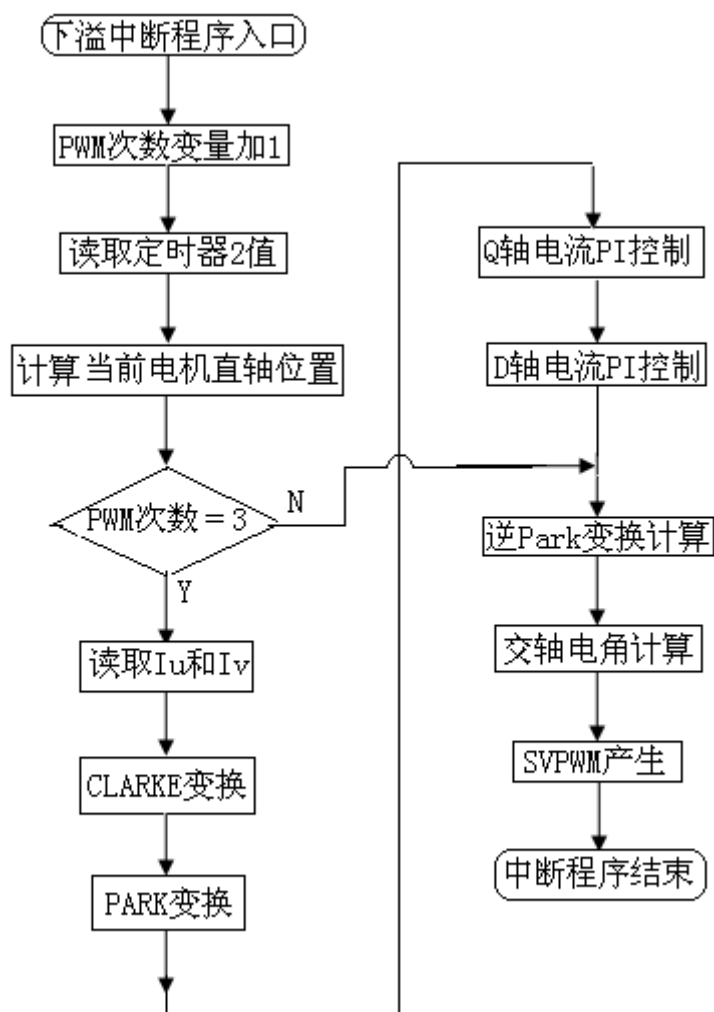 下溢中断程序入口
PWM次数变量加1
读取定时器2值
计算当前电机直轴位置
PWM次数＝3
N
Y
读取Iu和Iv
CLARKE变换
PARK变换
Q轴电流PI控制
D轴电流PI控制
逆Park变换计算
交轴电角计算
SVPWM产生
中断程序结束